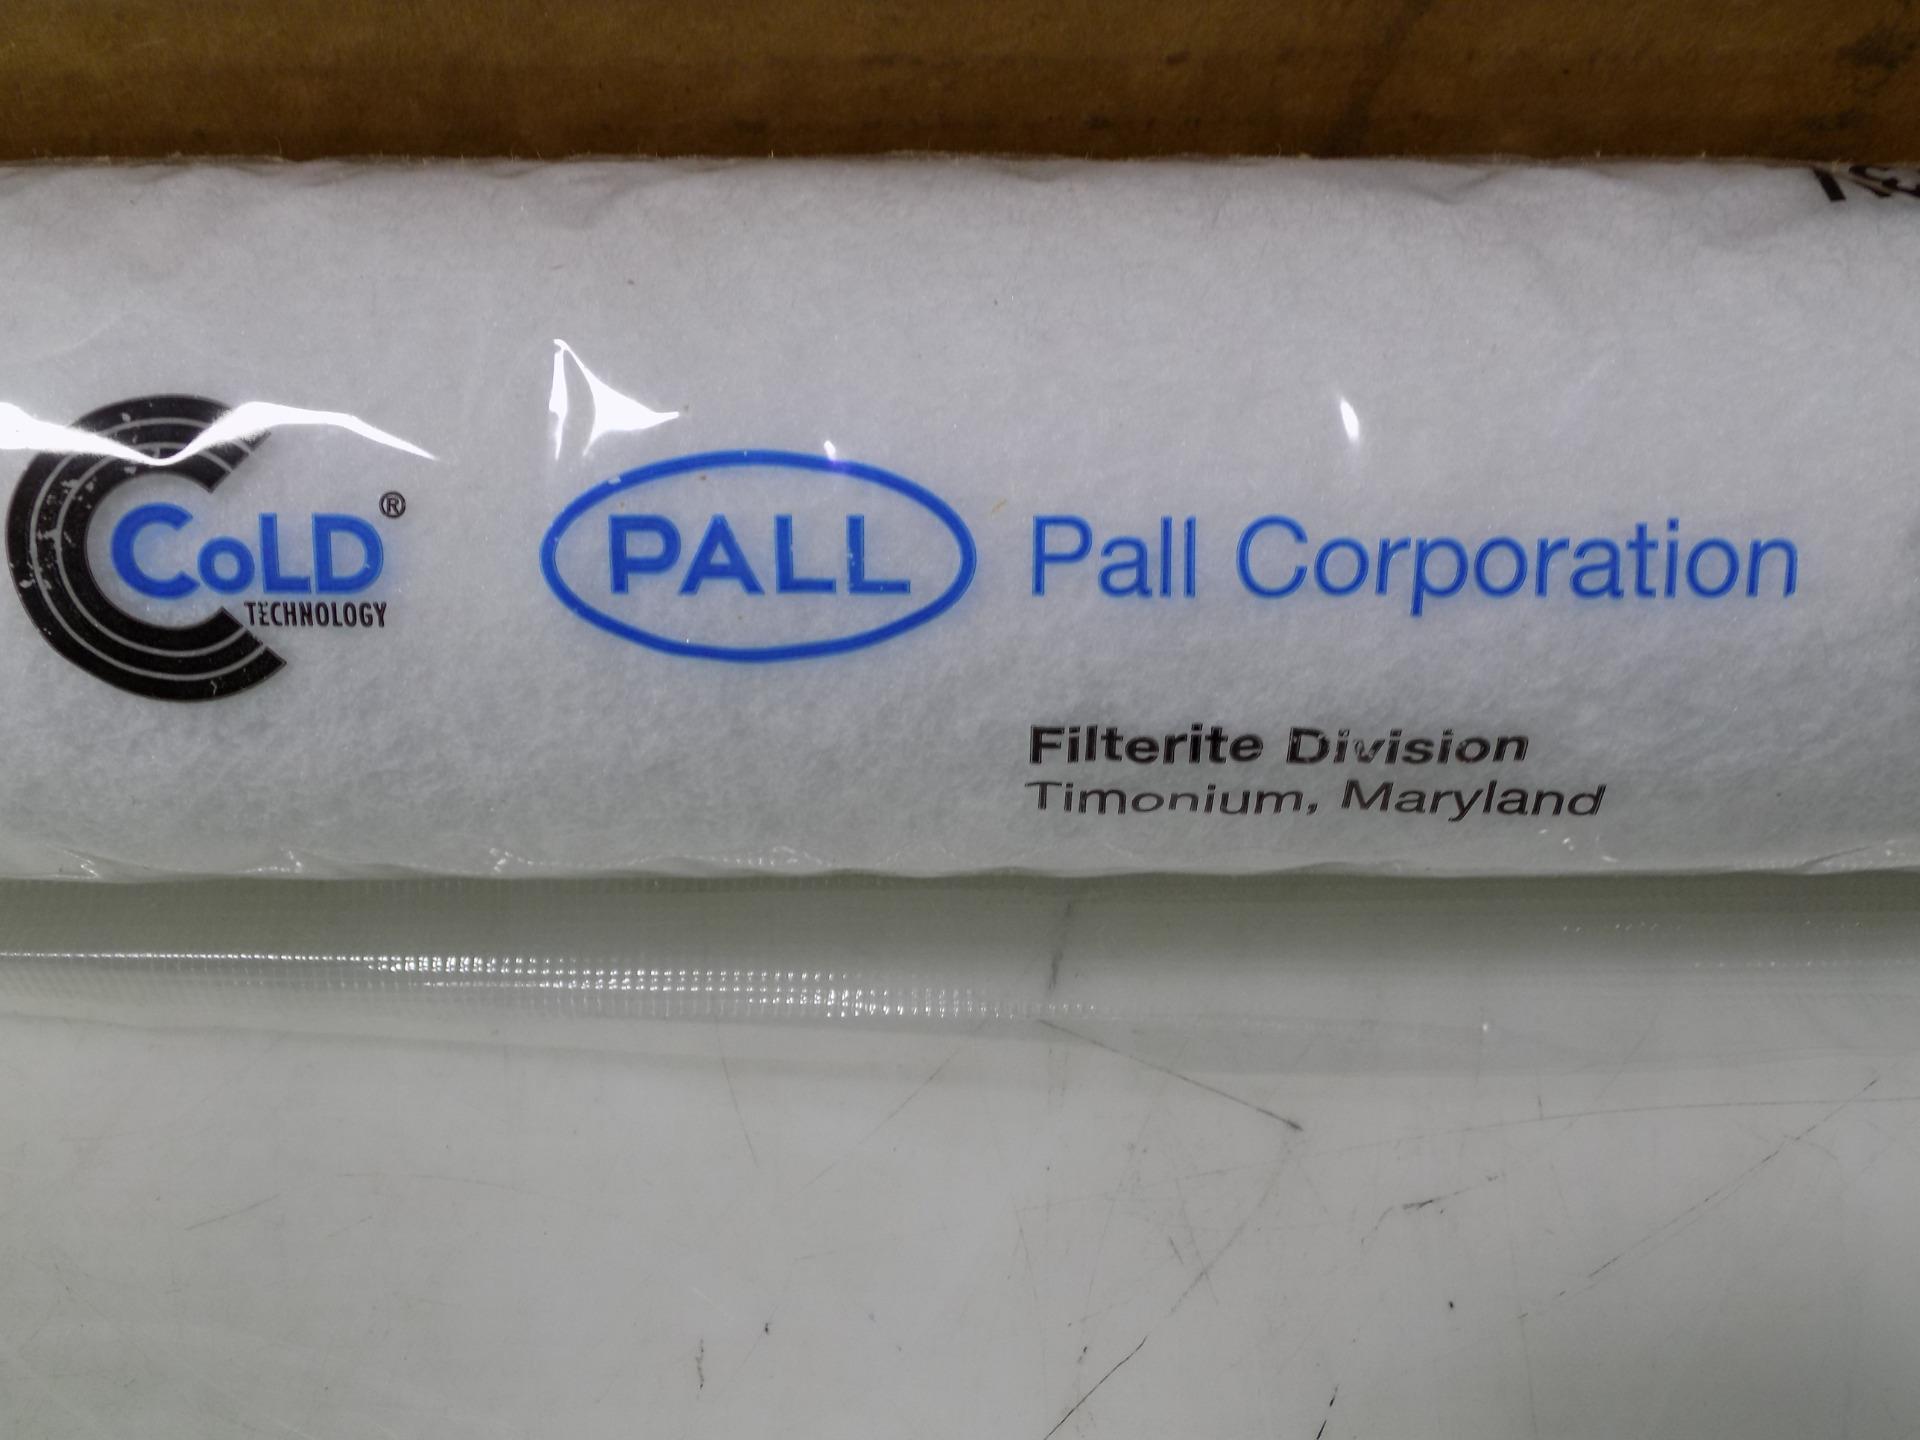 CoLD®
TECHNOLOGY
PALL
Pall Corporation
Filterite Division
Timonium, Maryland